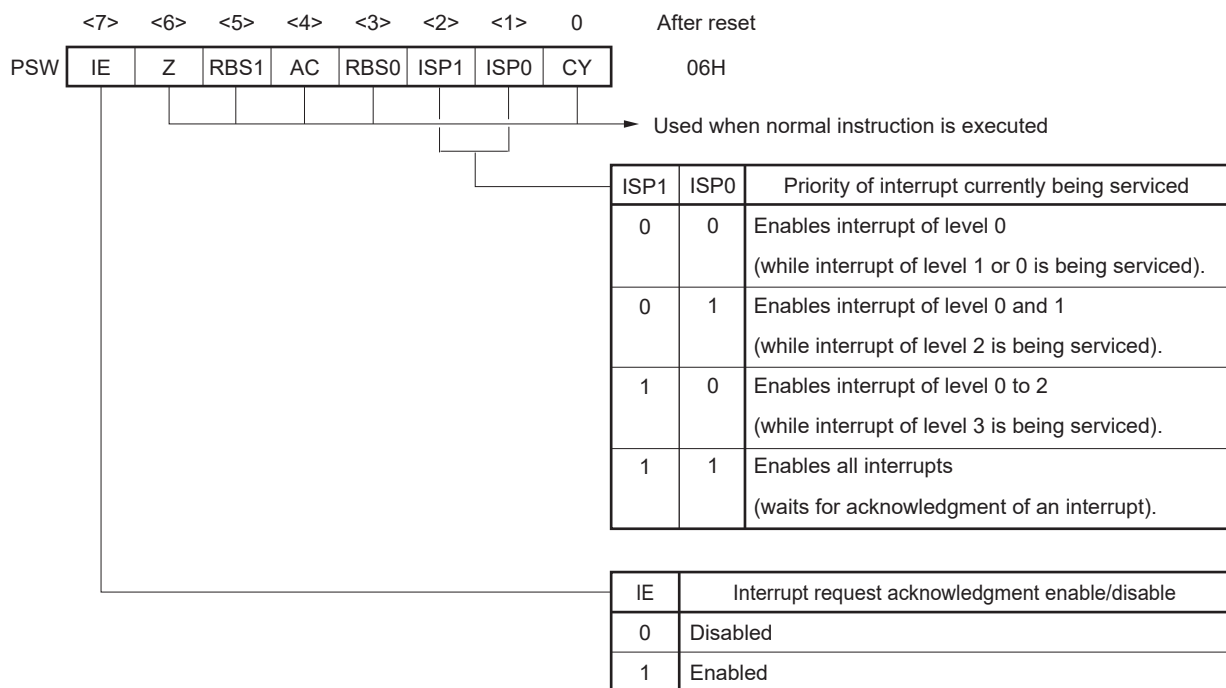 <7> <6> <5> <4> <3> <2> <1> 0 After reset
PSW IE Z RBS1 AC RBS0 ISP1 ISP0 CY 06H
Used when normal instruction is executed
ISP1 ISP0 Priority of interrupt currently being serviced
0 0 Enables interrupt of level 0
(while interrupt of level 1 or 0 is being serviced).
0 1 Enables interrupt of level 0 and 1
(while interrupt of level 2 is being serviced).
1 0 Enables interrupt of level 0 to 2
(while interrupt of level 3 is being serviced).
1 1 Enables all interrupts
(waits for acknowledgment of an interrupt).
IE Interrupt request acknowledgment enable/disable
0 Disabled
1 Enabled